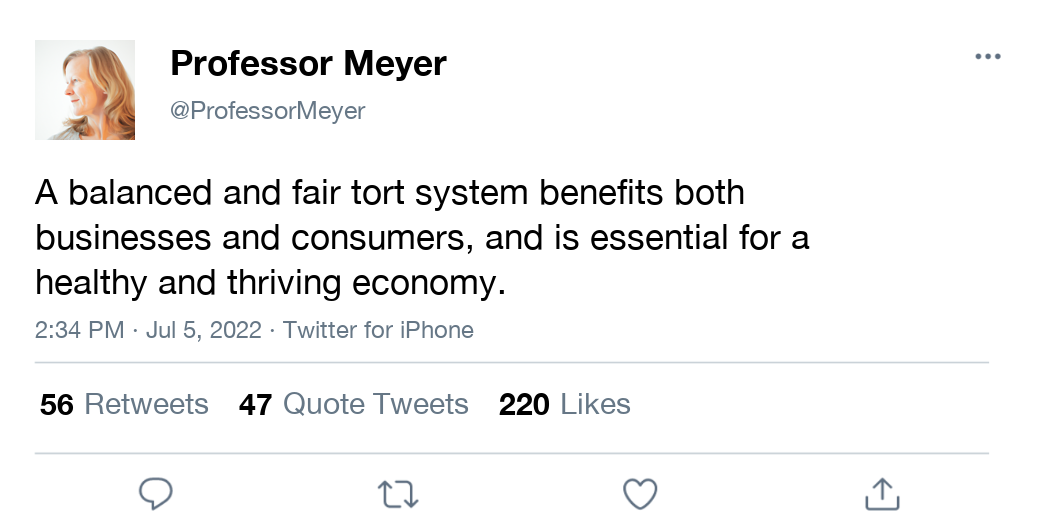 Professor Meyer
@ProfessorMeyer
A balanced and fair tort system benefits both
businesses and consumers, and is essential for a
healthy and thriving economy.
2:34 PM · Jul 5, 2022 · Twitter for iPhone
56 Retweets 47 Quote Tweets 220 Likes